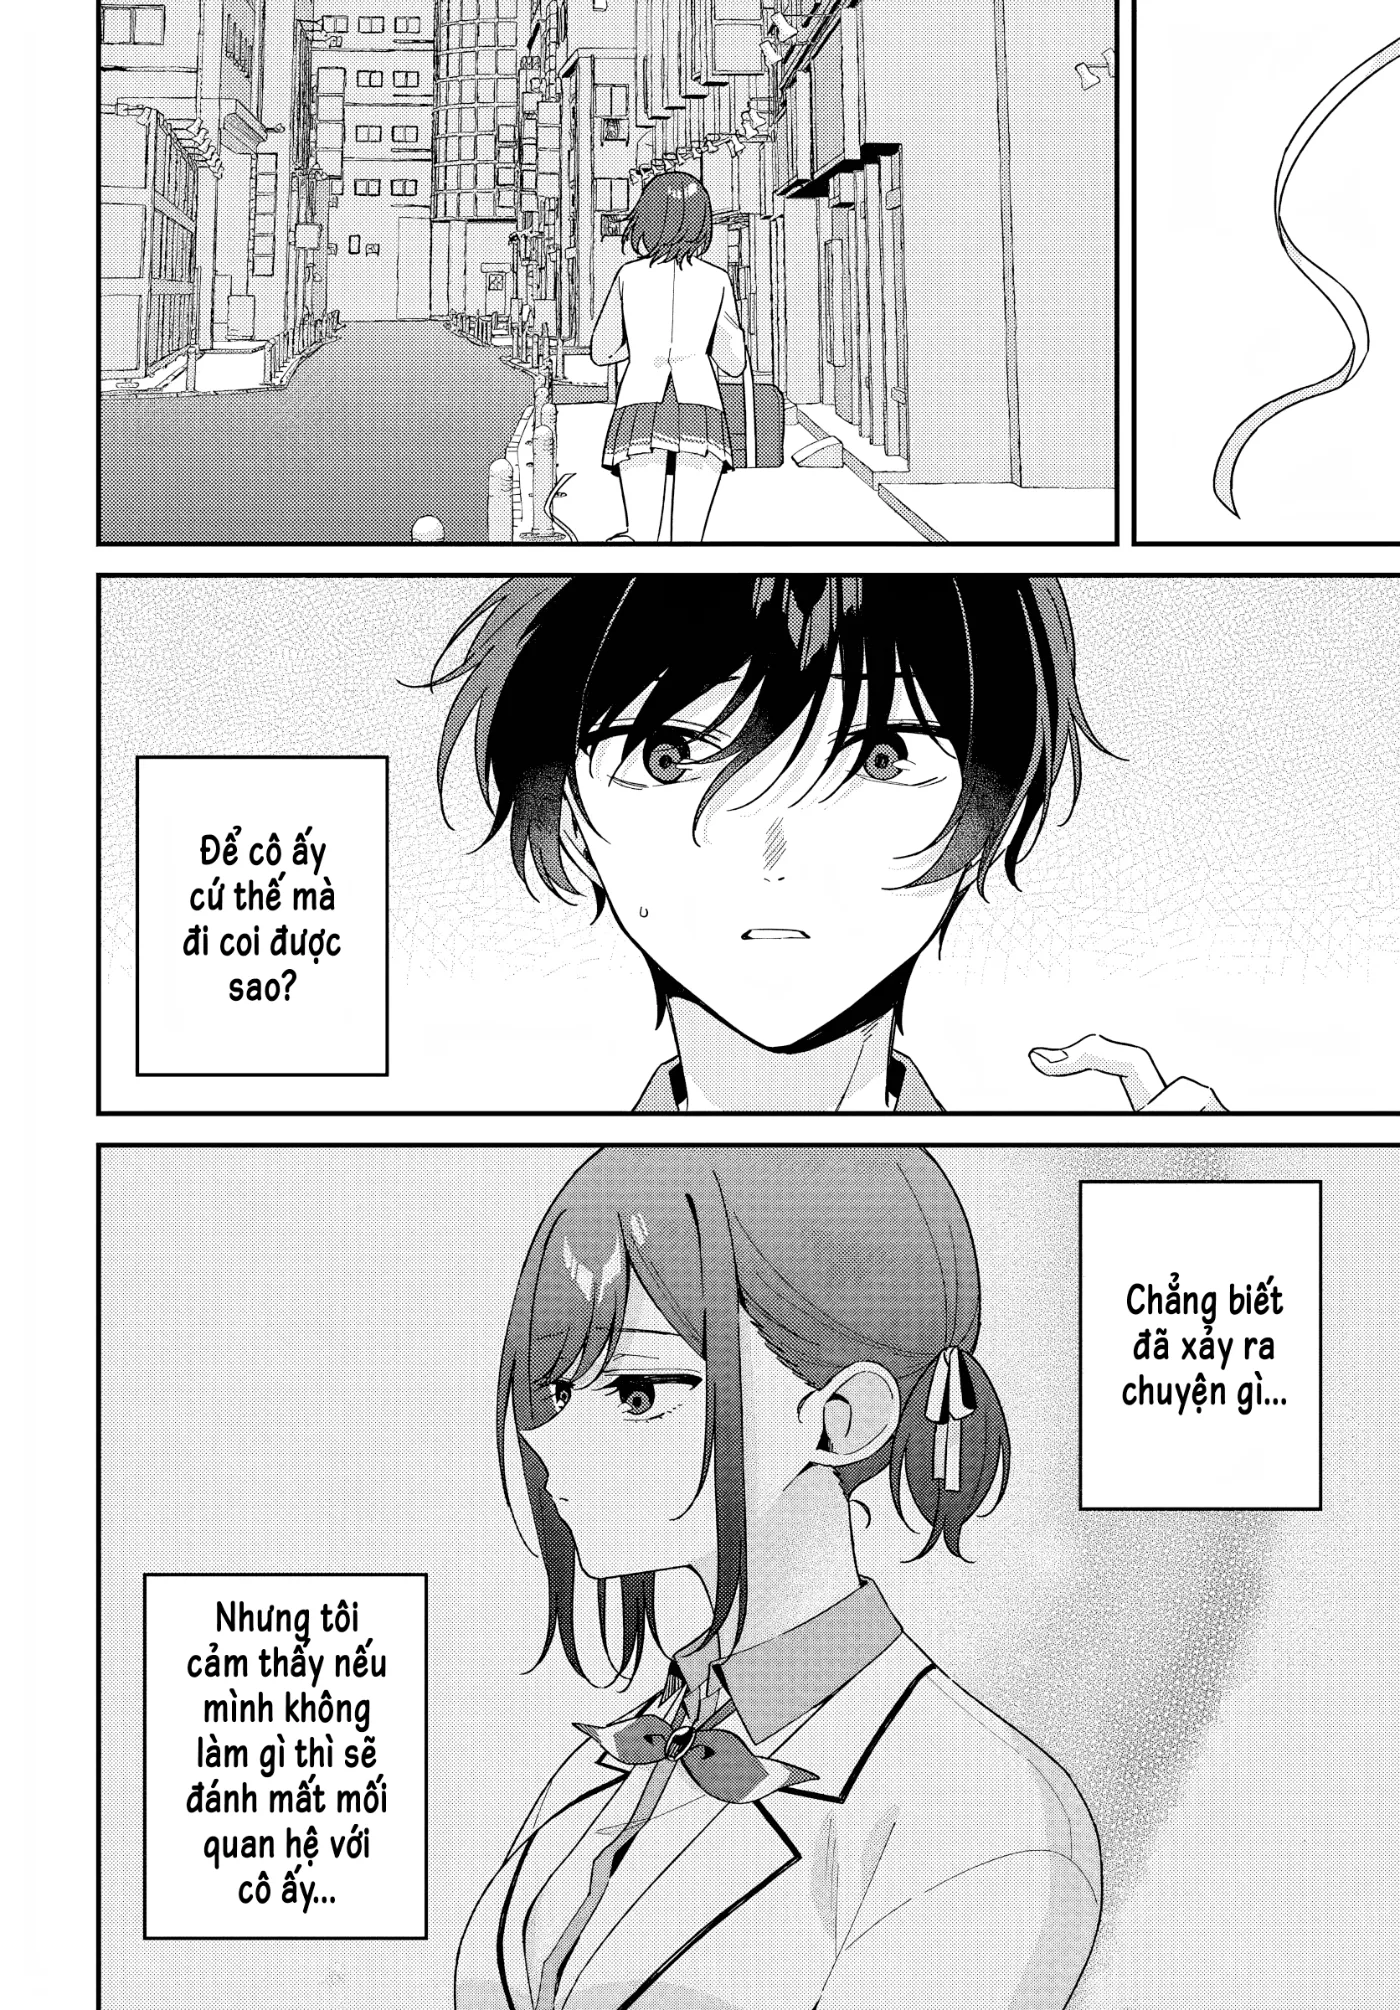 Để cô ấy
cứ thế mà
đi coi được
sao?
Chẳng biết
đã xảy ra
chuyện gì...
Nhưng tôi
cảm thấy nếu
mình không
làm gì thì sẽ
đánh mất mối
quan hệ với
cô ấy...